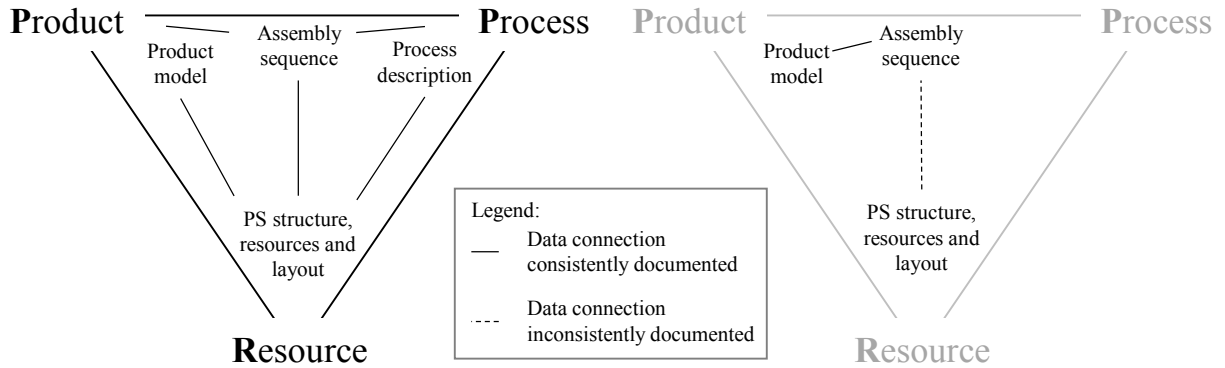 Product
Process
Product
model
Assembly
sequence
Process
description
PS structure,
resources and
layout
Resource
Legend:
Data connection
consistently documented
Data connection
inconsistently documented
Product
Process
Product
model
Assembly
sequence
PS structure,
resources and
layout
Resource